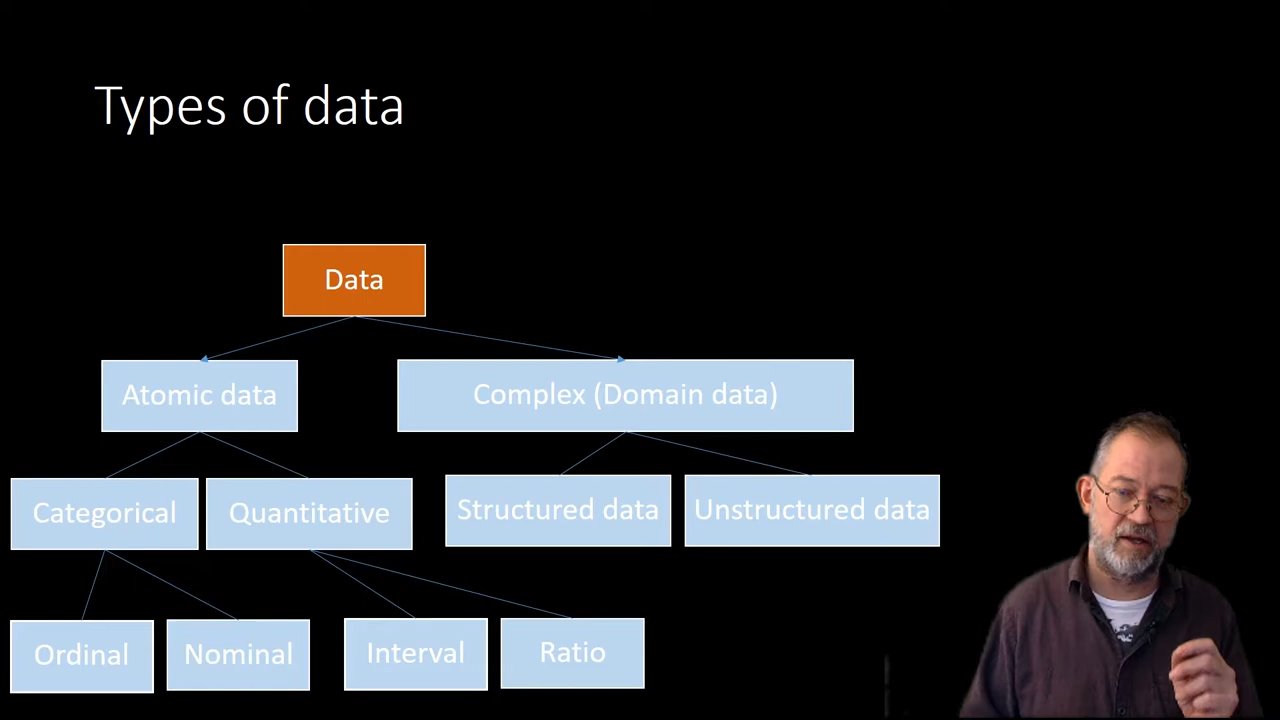 Types of data
Data
Atomic data
Complex (Domain data)
Categorical
Quantitative
Structured data
Unstructured data
Ordinal
Nominal
Interval
Ratio